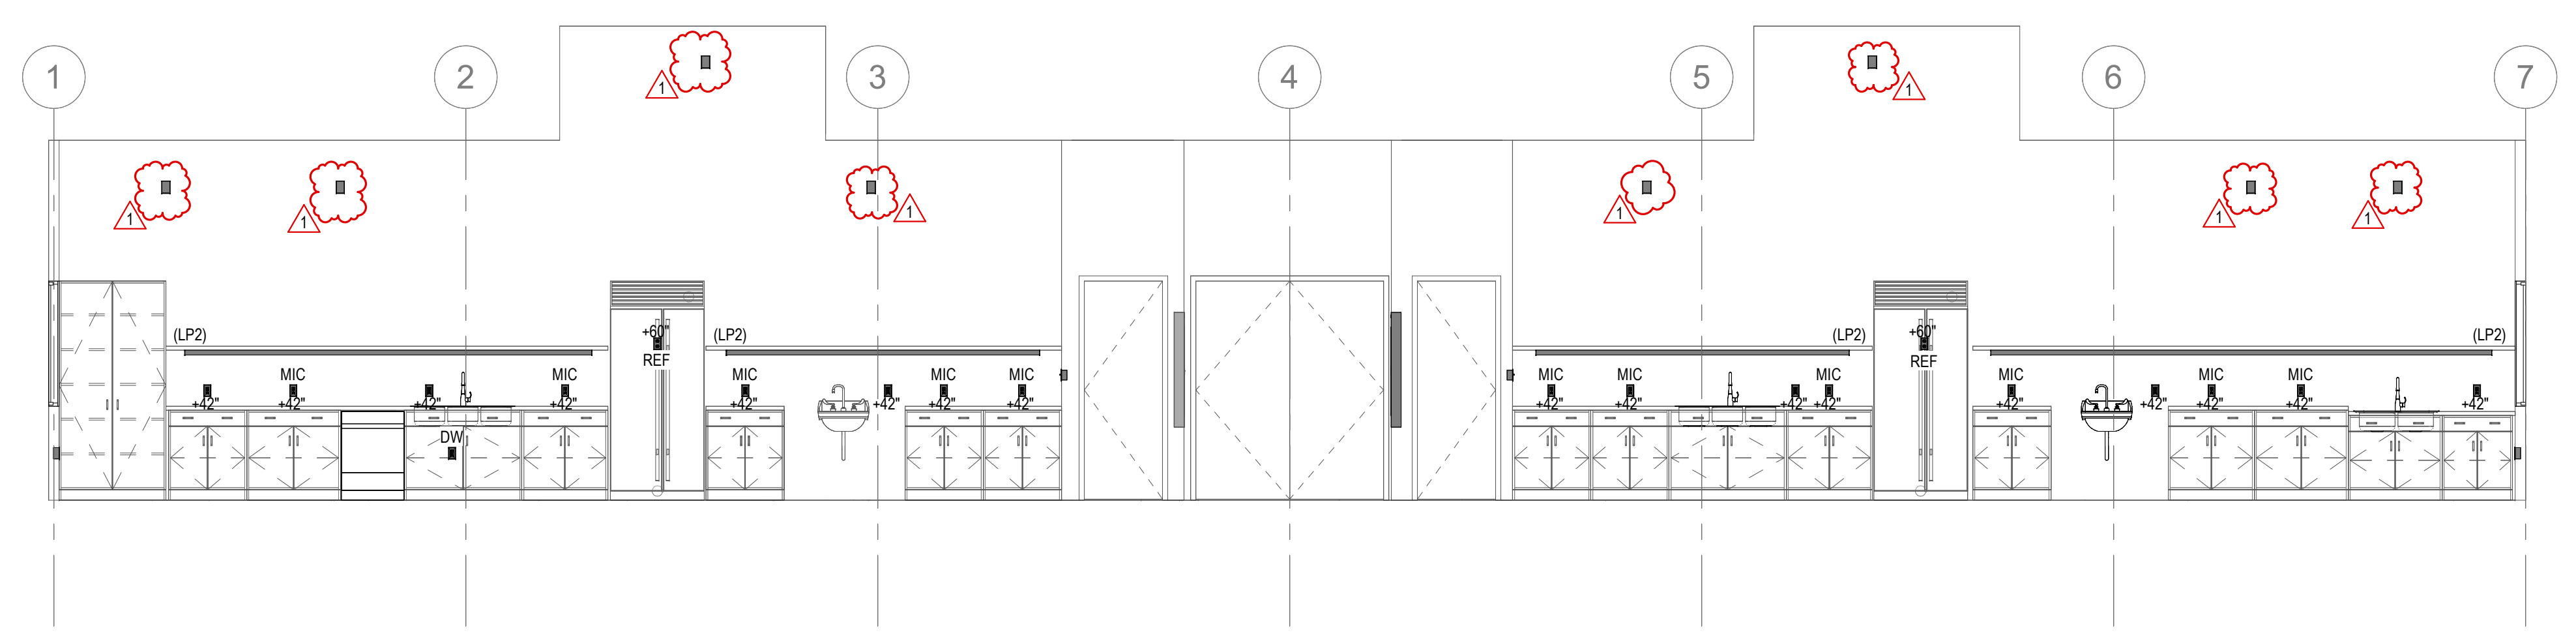 1
1
1 2 3 4 5 6 7
1 1 1 1 1 1
(LP2) (LP2) (LP2) (LP2)
+60" +60"
REF REF
MIC MIC MIC MIC MIC MIC MIC MIC MIC MIC MIC
+42" +42" +42" +42" +42" +42" +42" +42" +42" +42" +42" +42" +42" +42" +42" +42" +42"
DW